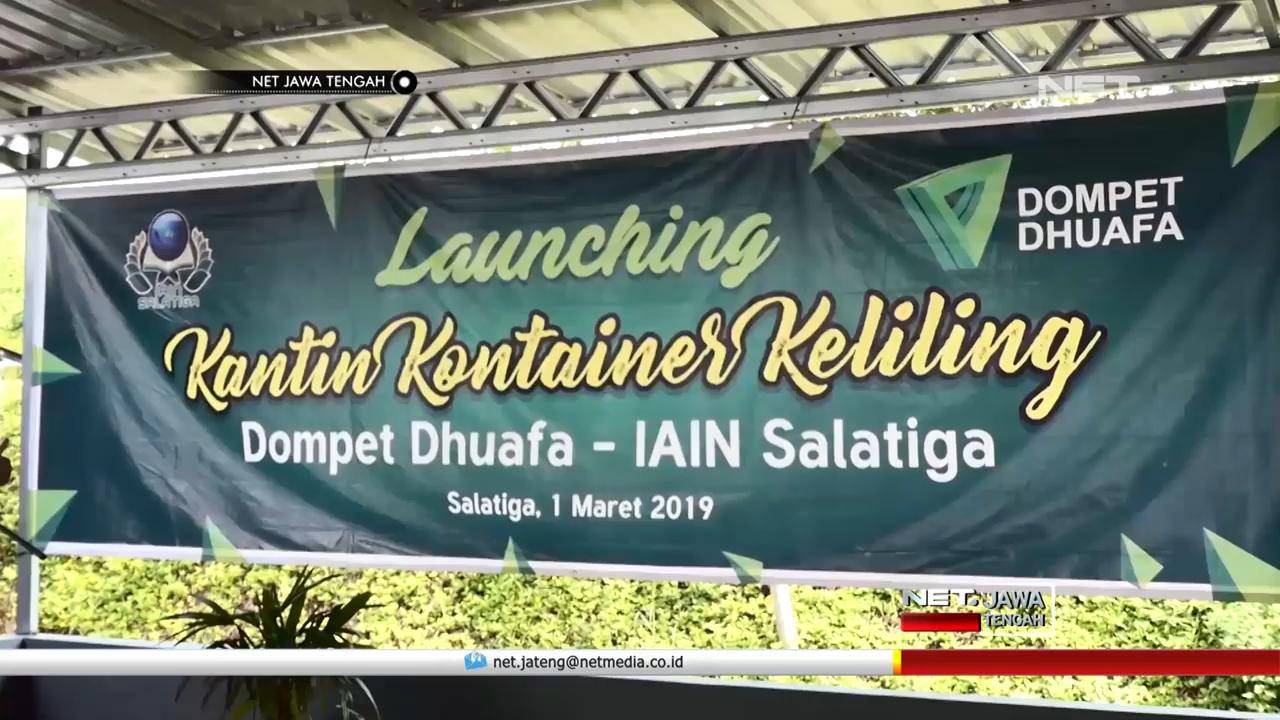 NET JAWA TENGAH
NET.
IAIN
SALATIGA
Launching
DOMPET
DHUAFA
Kantin Kontainer Keliling
Dompet Dhuafa - IAIN Salatiga
Salatiga, 1 Maret 2019
NET. JAWA
TENGAH
net.jateng@netmedia.co.id